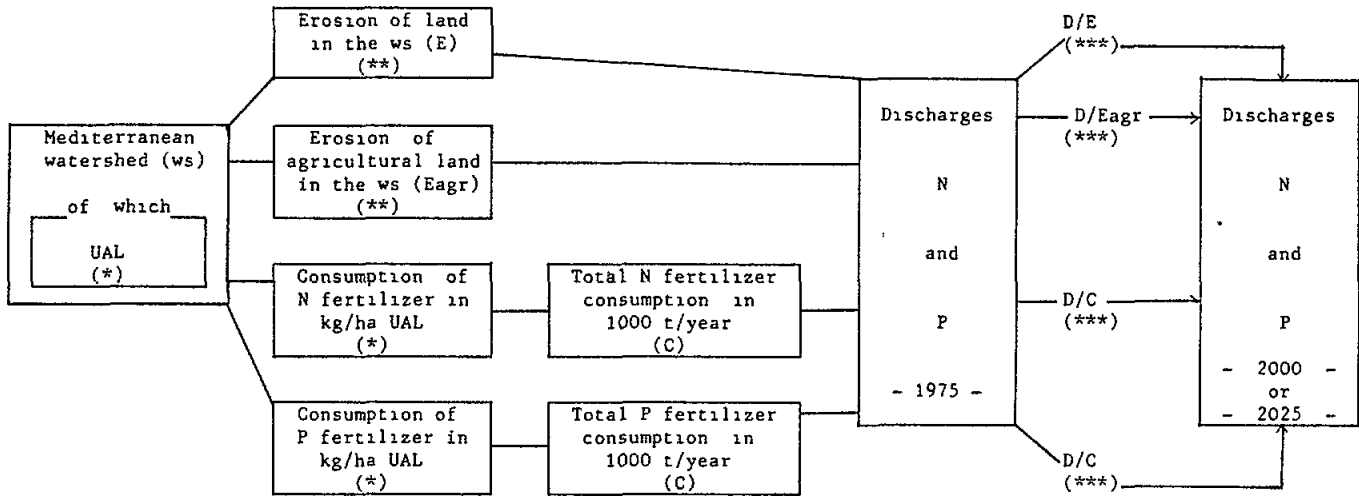 Mediterranean
watershed (ws)
of which
UAL
(*)
Erosion of land
in the ws (E)
(**)
Erosion of
agricultural land
in the ws (Eagr)
(**)
Consumption of
N fertilizer in
kg/ha UAL
(*)
Total N fertilizer
consumption in
1000 t/year
(C)
Consumption of
P fertilizer in
kg/ha UAL
(*)
Total P fertilizer
consumption in
1000 t/year
(C)
Discharges
N
and
P
- 1975 -
D/E
(***)
D/Eagr
(***)
D/C
(***)
D/C
(***)
Discharges
N
and
P
- 2000 -
or
- 2025 -